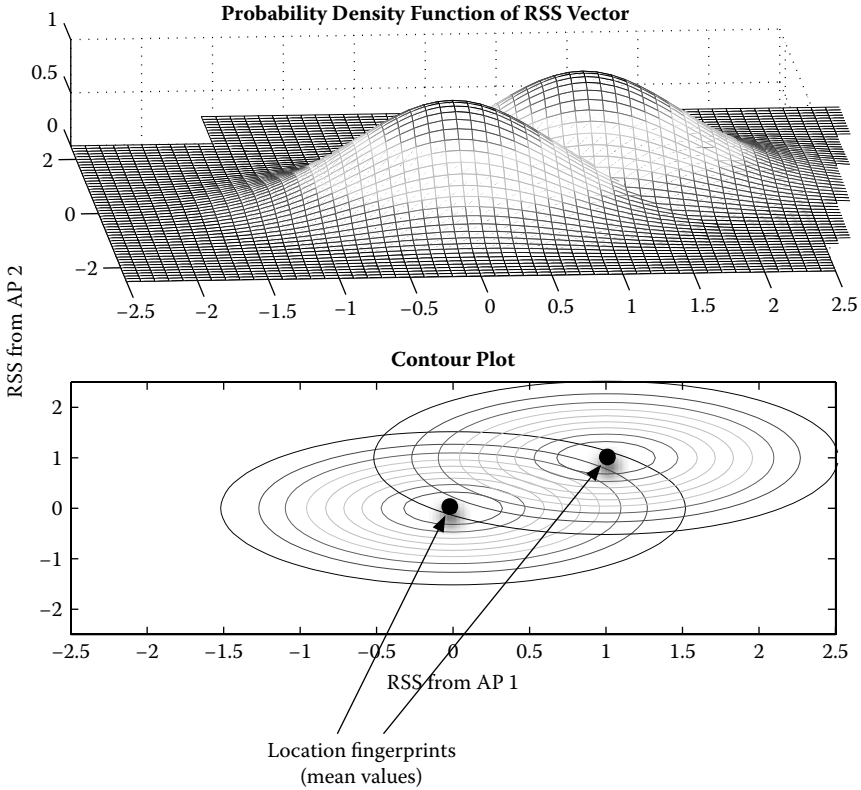 Probability Density Function of RSS Vector
1
0.5
0
2
0
–2
–2.5 –2 –1.5 –1 –0.5 0 0.5 1 1.5 2 2.5
RSS from AP 2
Contour Plot
2
1
0
–1
–2
–2.5 –2 –1.5 –1 –0.5 0 0.5 1 1.5 2 2.5
RSS from AP 1
Location fingerprints
(mean values)